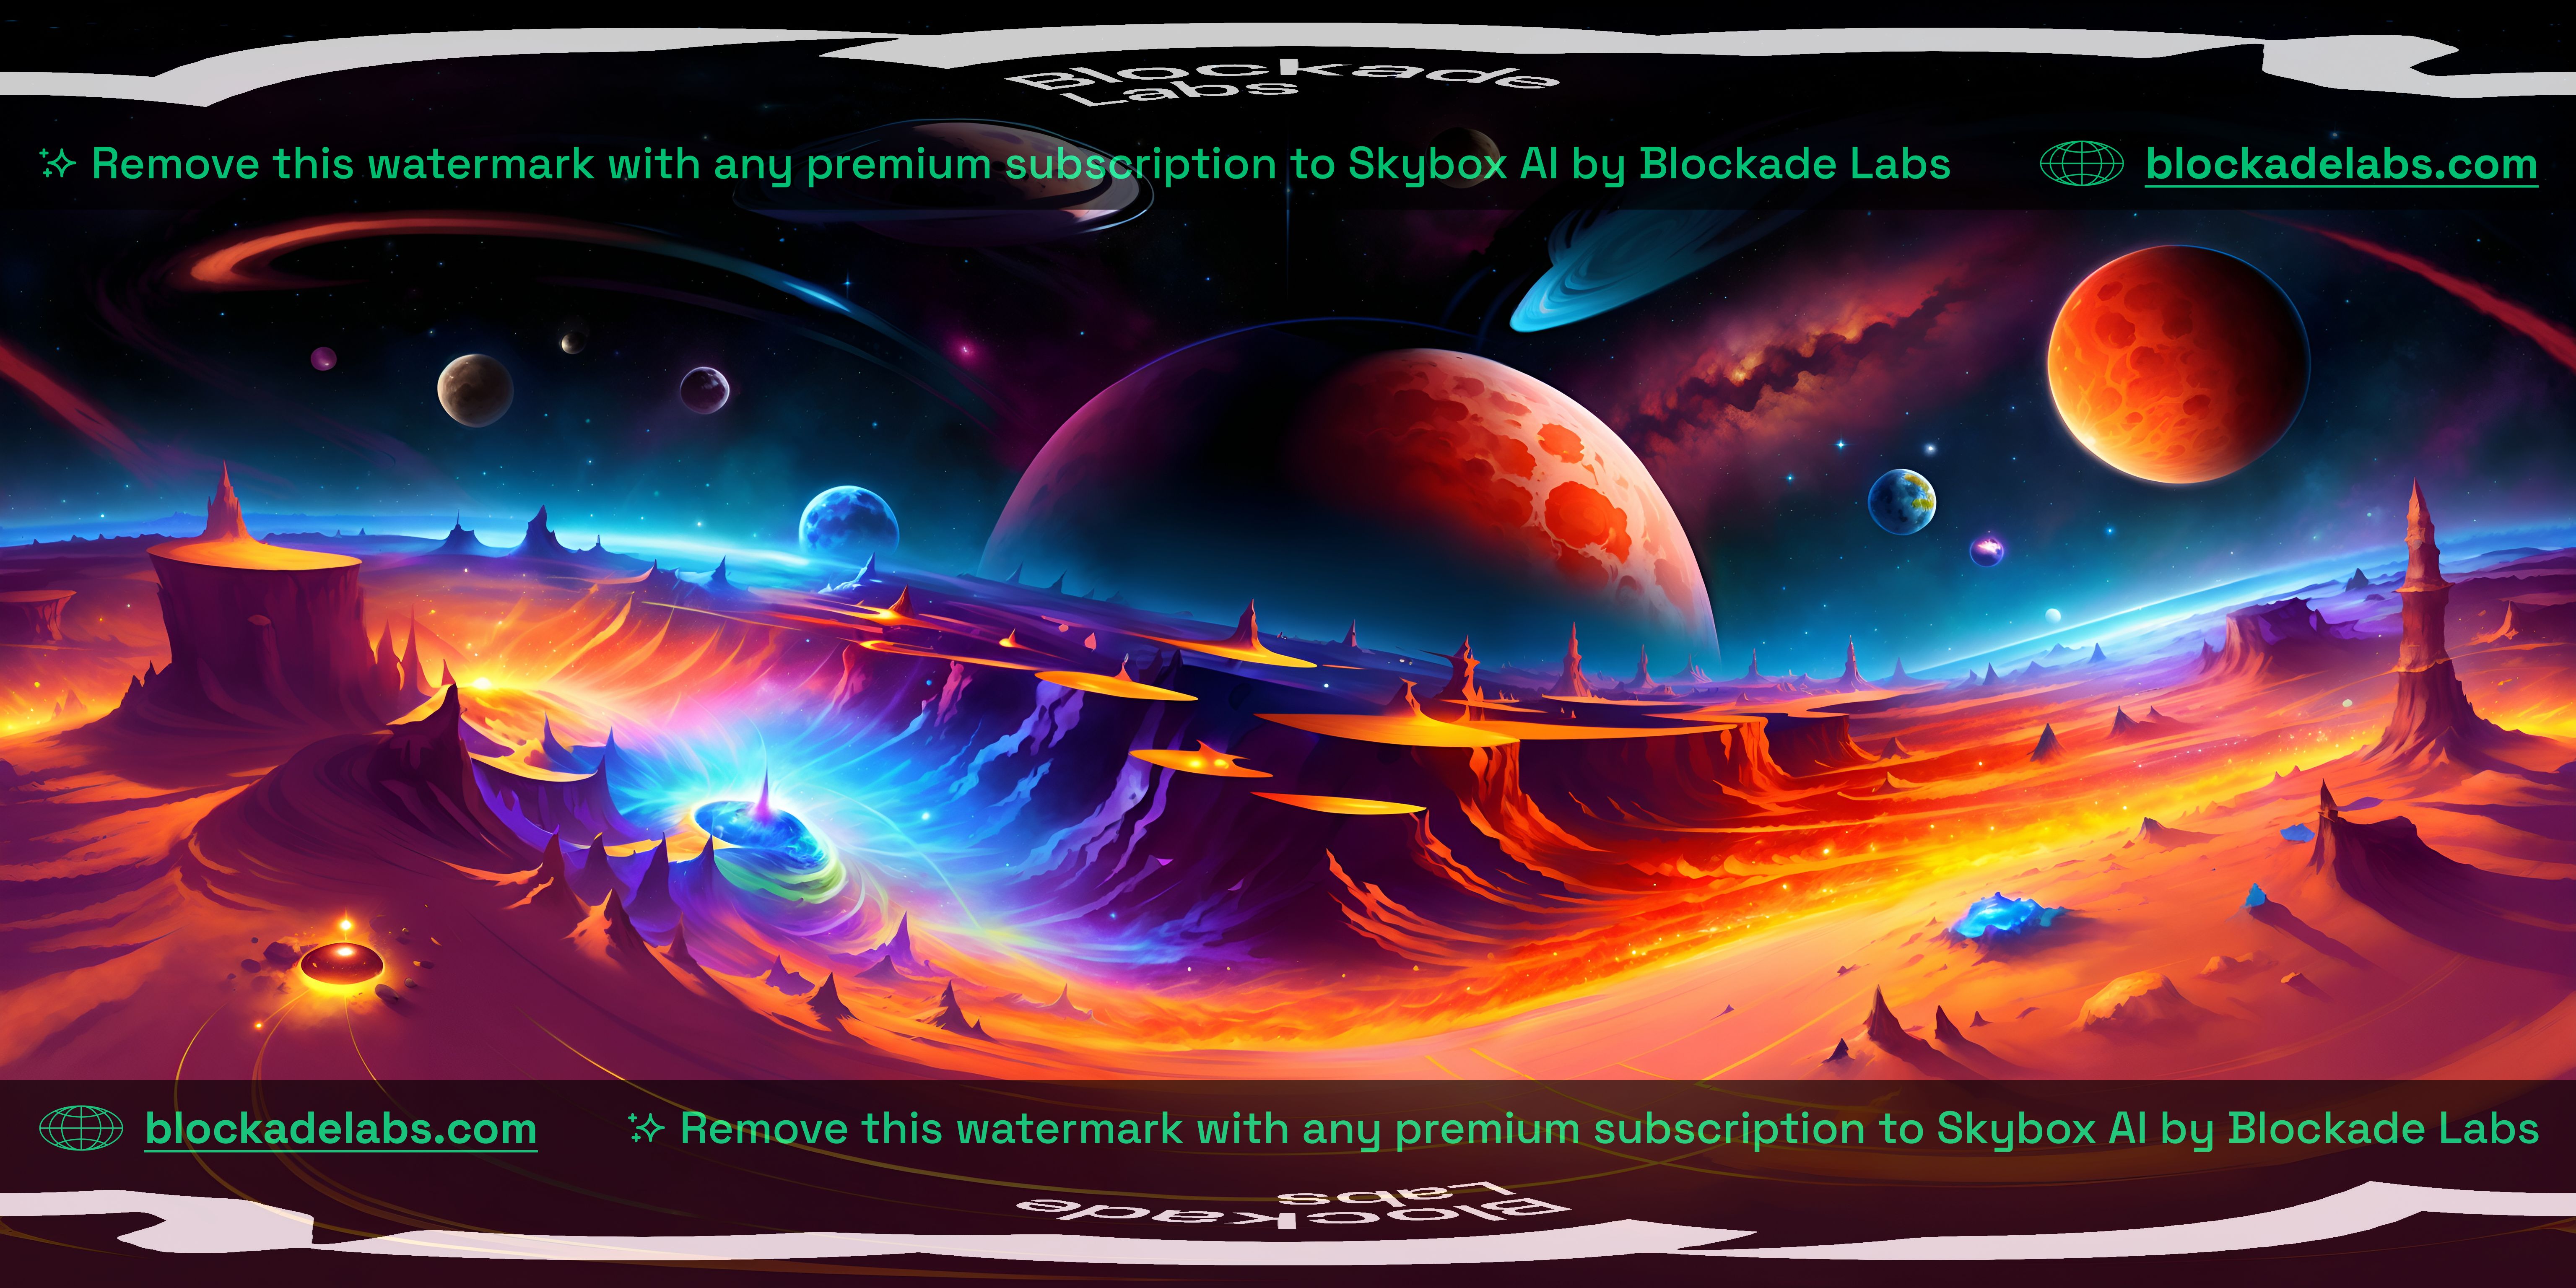 Blockade
Labs
Remove this watermark with any premium subscription to Skybox AI by Blockade Labs
blockadelabs.com
blockadelabs.com
Remove this watermark with any premium subscription to Skybox AI by Blockade Labs
Labs
Blockade